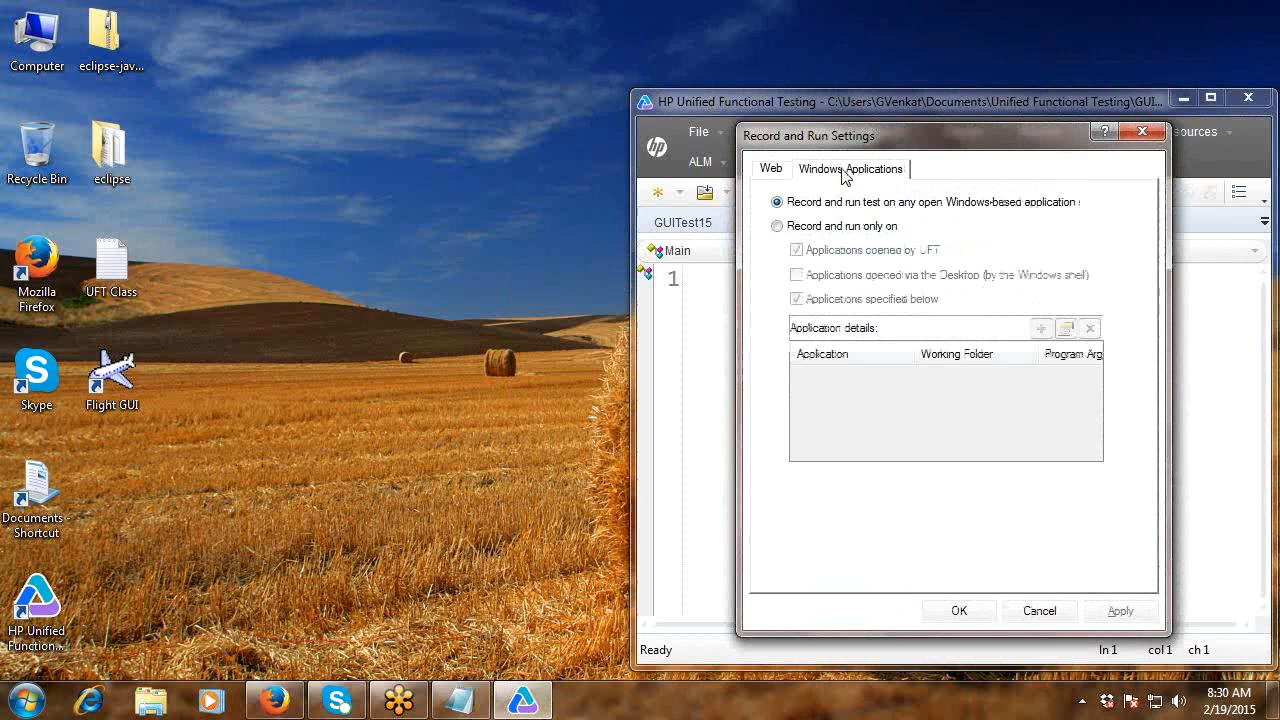 Computer
eclipse-jav...
Recycle Bin
eclipse
Mozilla
Firefox
UFT Class
Skype
Flight GUI
Documents -
Shortcut
HP Unified
Function...
HP Unified Functional Testing - C:\Users\GVenkat\Documents\Unified Functional Testing\GUI...
hp
File
ALM
sources
GUITest15
Main
1
Record and Run Settings
?
Web
Windows Applications
Record and run test on any open Windows-based application
Record and run only on
Applications opened by UFT
Applications opened via the Desktop (by the Windows shell)
Applications specified below
Application details:
Application
Working Folder
Program Arg
OK
Cancel
Apply
Ready
ln 1
col 1
ch 1
8:30 AM
2/19/2015